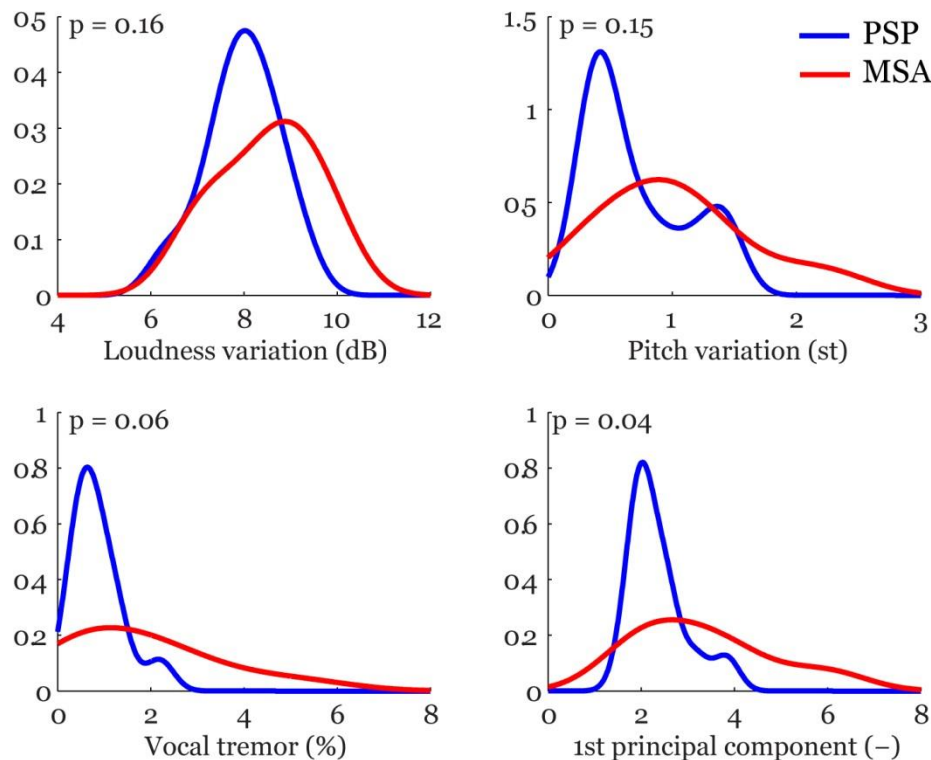 p = 0.16
0.5
0.4
0.3
0.2
0.1
0
4 6 8 10 12
Loudness variation (dB)
p = 0.15
1.5
1
0.5
0
0 1 2 3
Pitch variation (st)
PSP
MSA
p = 0.06
1
0.8
0.6
0.4
0.2
0
0 2 4 6 8
Vocal tremor (%)
p = 0.04
1
0.8
0.6
0.4
0.2
0
0 2 4 6 8
1st principal component (–)